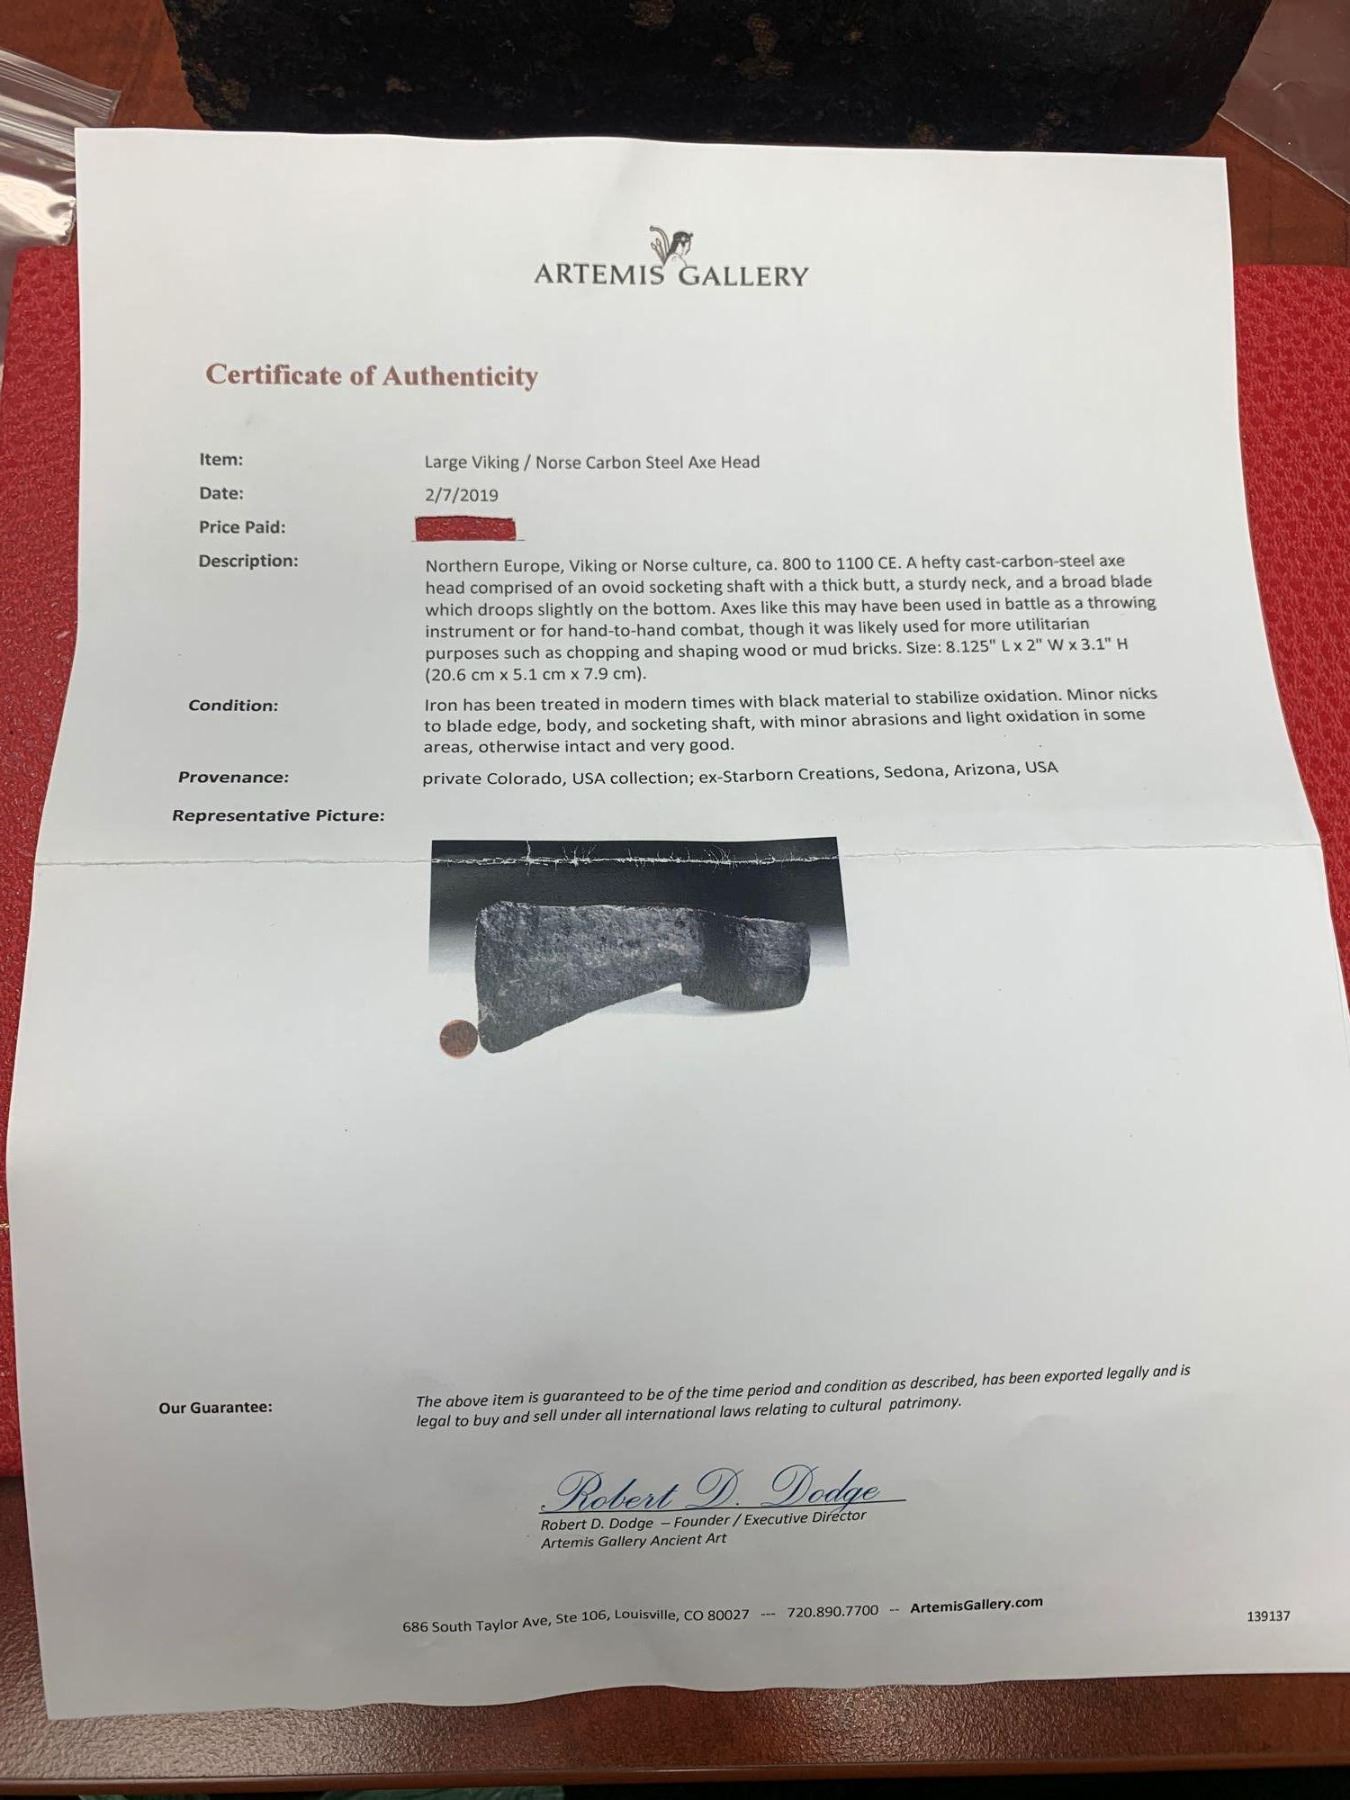 ARTEMIS GALLERY
Certificate of Authenticity
Item: Large Viking / Norse Carbon Steel Axe Head
Date: 2/7/2019
Price Paid:
Description: Northern Europe, Viking or Norse culture, ca. 800 to 1100 CE. A hefty cast-carbon-steel axe
head comprised of an ovoid socketing shaft with a thick butt, a sturdy neck, and a broad blade
which droops slightly on the bottom. Axes like this may have been used in battle as a throwing
instrument or for hand-to-hand combat, though it was likely used for more utilitarian
purposes such as chopping and shaping wood or mud bricks. Size: 8.125" L x 2" W x 3.1" H
(20.6 cm x 5.1 cm x 7.9 cm).
Condition: Iron has been treated in modern times with black material to stabilize oxidation. Minor nicks
to blade edge, body, and socketing shaft, with minor abrasions and light oxidation in some
areas, otherwise intact and very good.
Provenance: private Colorado, USA collection; ex-Starborn Creations, Sedona, Arizona, USA
Representative Picture:
Our Guarantee: The above item is guaranteed to be of the time period and condition as described, has been exported legally and is
legal to buy and sell under all international laws relating to cultural patrimony.
Robert D. Dodge
Robert D. Dodge – Founder / Executive Director
Artemis Gallery Ancient Art
686 South Taylor Ave, Ste 106, Louisville, CO 80027 --- 720.890.7700 -- ArtemisGallery.com
139137